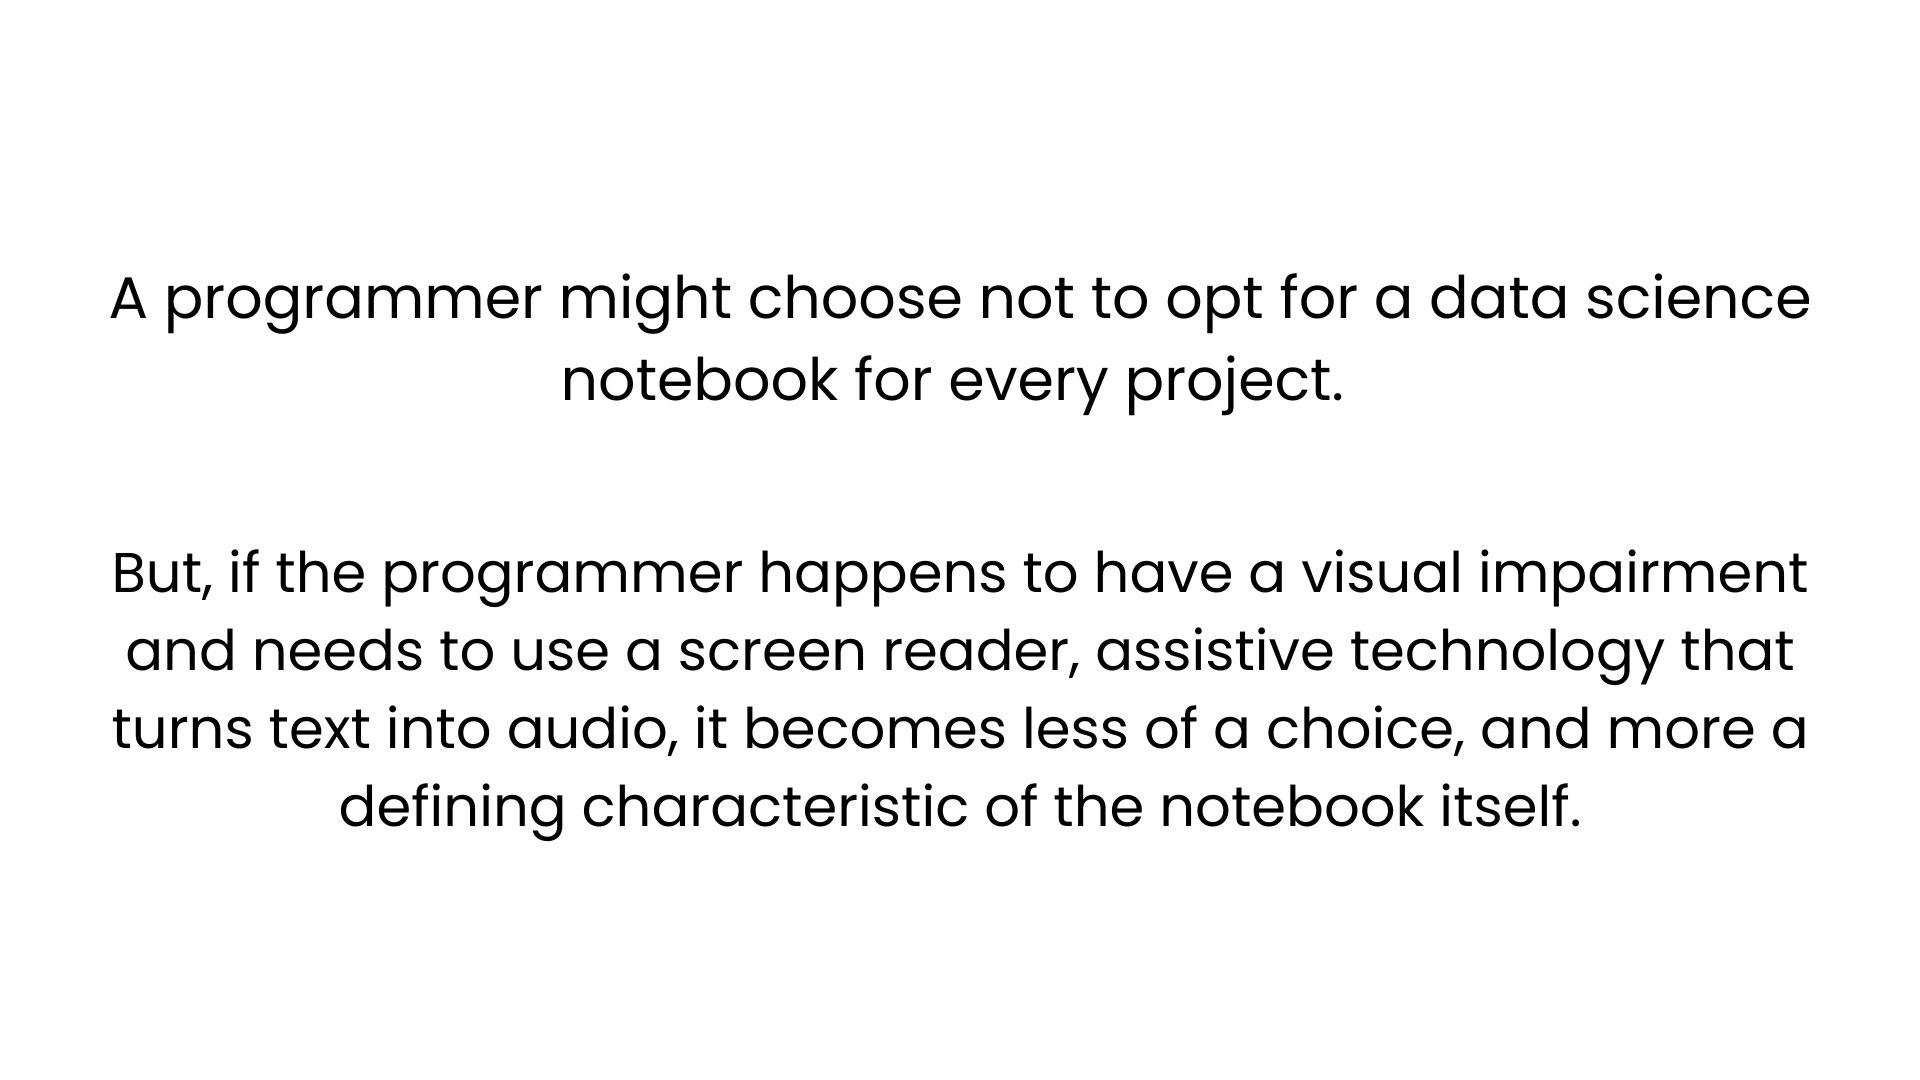 A programmer might choose not to opt for a data science
notebook for every project.
But, if the programmer happens to have a visual impairment
and needs to use a screen reader, assistive technology that
turns text into audio, it becomes less of a choice, and more a
defining characteristic of the notebook itself.